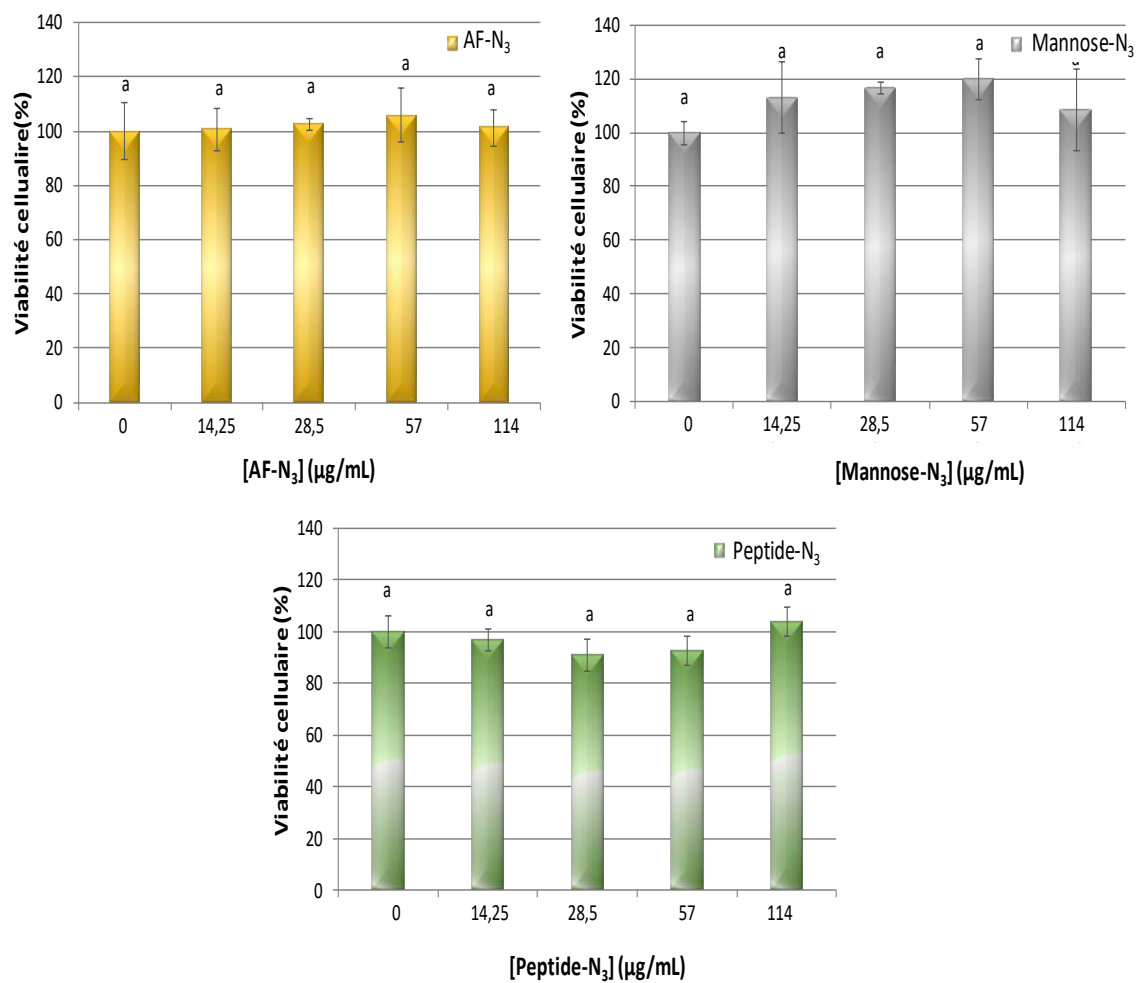 AF-N₃
Viabilité cellualire(%)
140
120
100
80
60
40
20
0
a a a a a
0 14,25 28,5 57 114
[AF-N₃] (µg/mL)
Mannose-N₃
Viabilité cellulaire (%)
140
120
100
80
60
40
20
0
a a a a
0 14,25 28,5 57 114
[Mannose-N₃] (µg/mL)
Peptide-N₃
Viabilité cellulaire (%)
140
120
100
80
60
40
20
0
a a a a a
0 14,25 28,5 57 114
[Peptide-N₃] (µg/mL)